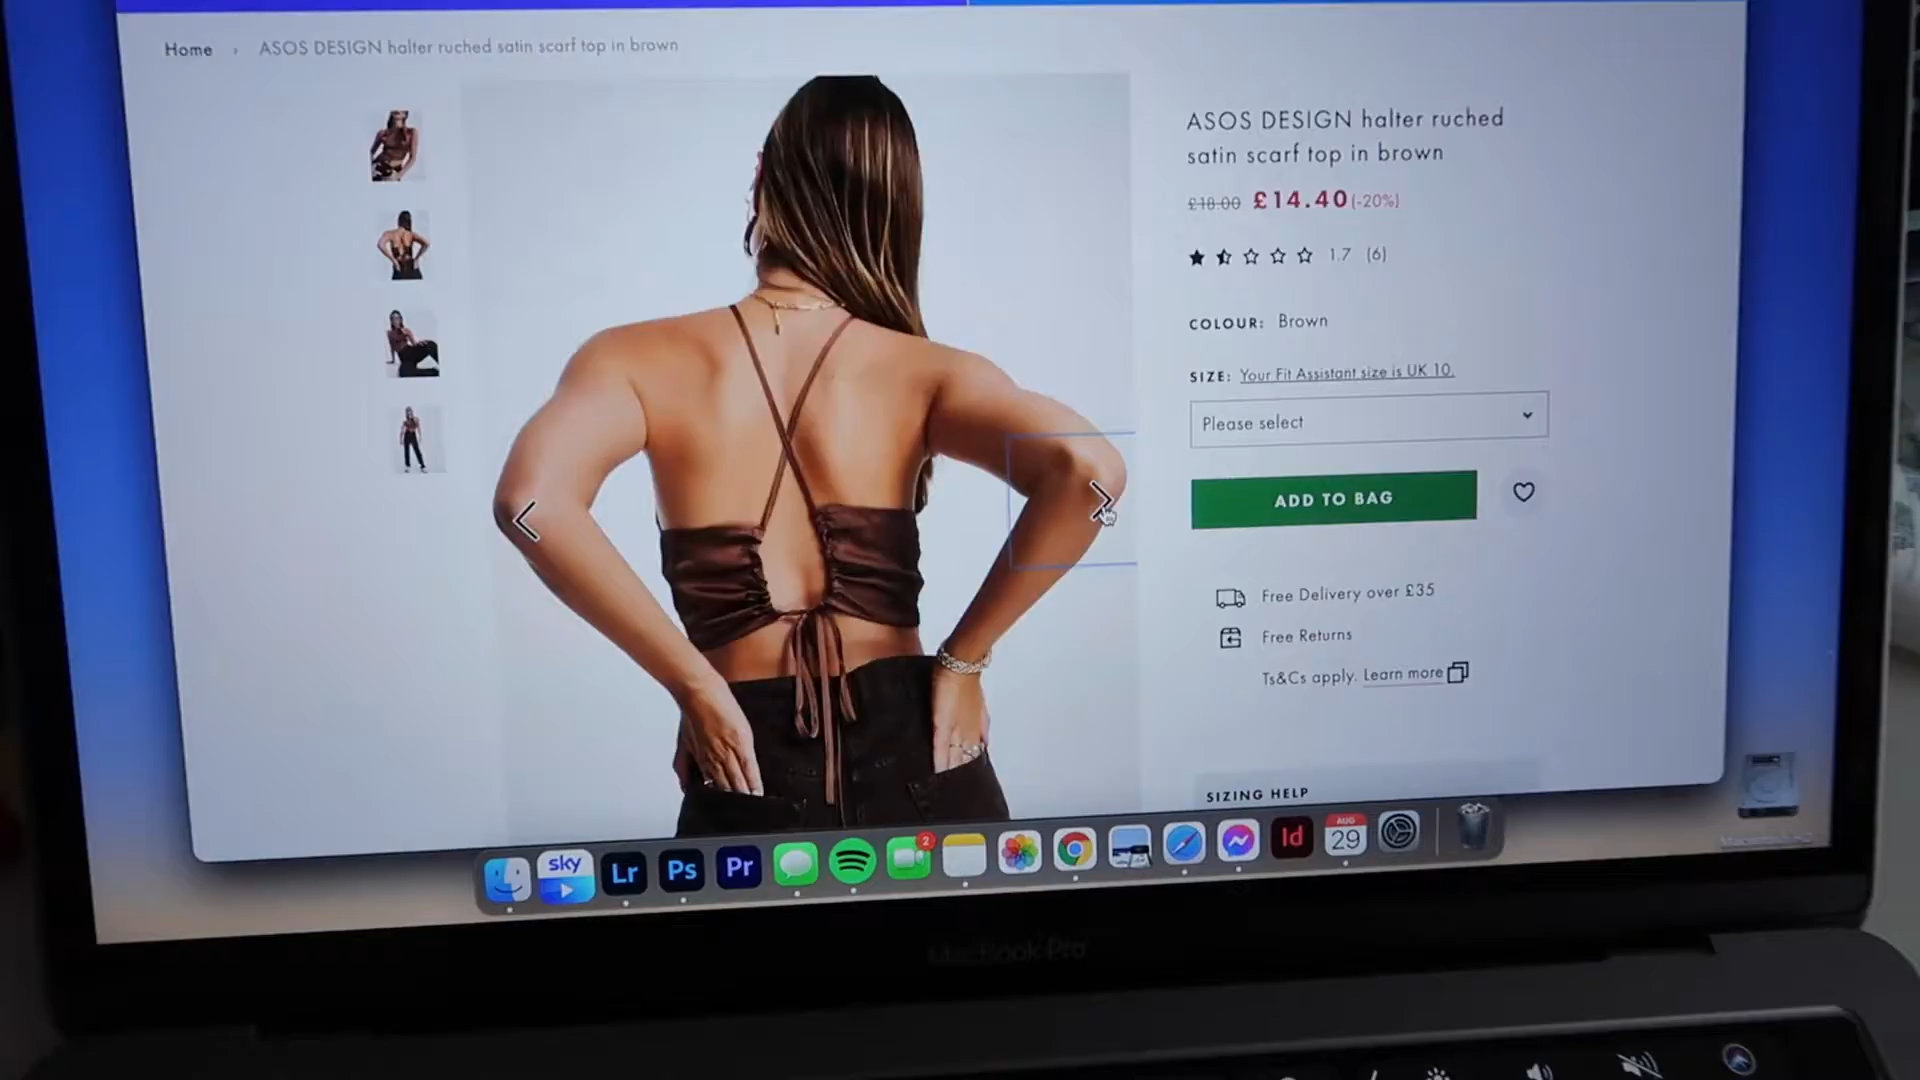 Home › ASOS DESIGN halter ruched satin scarf top in brown
ASOS DESIGN halter ruched
satin scarf top in brown
£18.00 £14.40 (-20%)
1.7 (6)
COLOUR: Brown
SIZE: Your Fit Assistant size is UK 10.
Please select
ADD TO BAG
Free Delivery over £35
Free Returns
Ts&Cs apply. Learn more
SIZING HELP
sky
Lr
Ps
Pr
2
Id
AUG
29
MacBook Pro